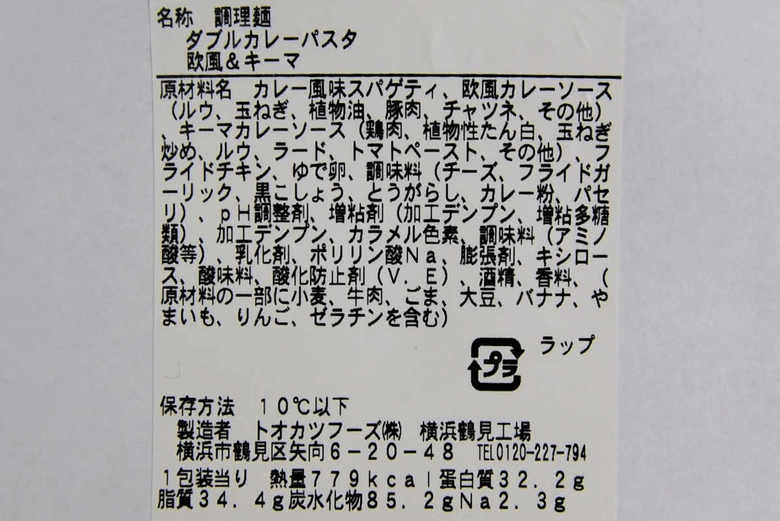 名称　調理麺
ダブルカレーパスタ
欧風＆キーマ
原材料名　カレー風味スパゲティ、欧風カレーソース
（ルウ、玉ねぎ、植物油、豚肉、チャツネ、その他）
、キーマカレーソース（鶏肉、植物性たん白、玉ねぎ
炒め、ルウ、ラード、トマトペースト、その他）、フ
ライドチキン、ゆで卵、調味料（チーズ、フライドガ
ーリック、黒こしょう、とうがらし、カレー粉、パセ
リ）、ｐＨ調整剤、増粘剤（加工デンプン、増粘多糖
類）、加工デンプン、カラメル色素、調味料（アミノ
酸等）、乳化剤、ポリリン酸Ｎａ、膨張剤、キシロー
ス、酸味料、酸化防止剤（Ｖ．Ｅ）、酒精、香料、（
原材料の一部に小麦、牛肉、ごま、大豆、バナナ、や
まいも、りんご、ゼラチンを含む）
プラ　ラップ
保存方法　１０℃以下
製造者　トオカツフーズ㈱　横浜鶴見工場
横浜市鶴見区矢向６－２０－４８　TEL0120-227-794
１包装当り　熱量７７９ｋｃａｌ蛋白質３２．２ｇ
脂質３４．４ｇ炭水化物８５．２ｇＮａ２．３ｇ